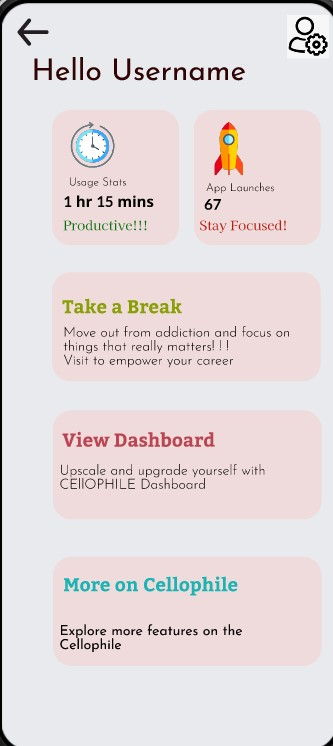 Hello Username
Usage Stats
1 hr 15 mins
Productive!!!
App Launches
67
Stay Focused!
Take a Break
Move out from addiction and focus on
things that really matters! ! !
Visit to empower your career
View Dashboard
Upscale and upgrade yourself with
CEllOPHILE Dashboard
More on Cellophile
Explore more features on the
Cellophile